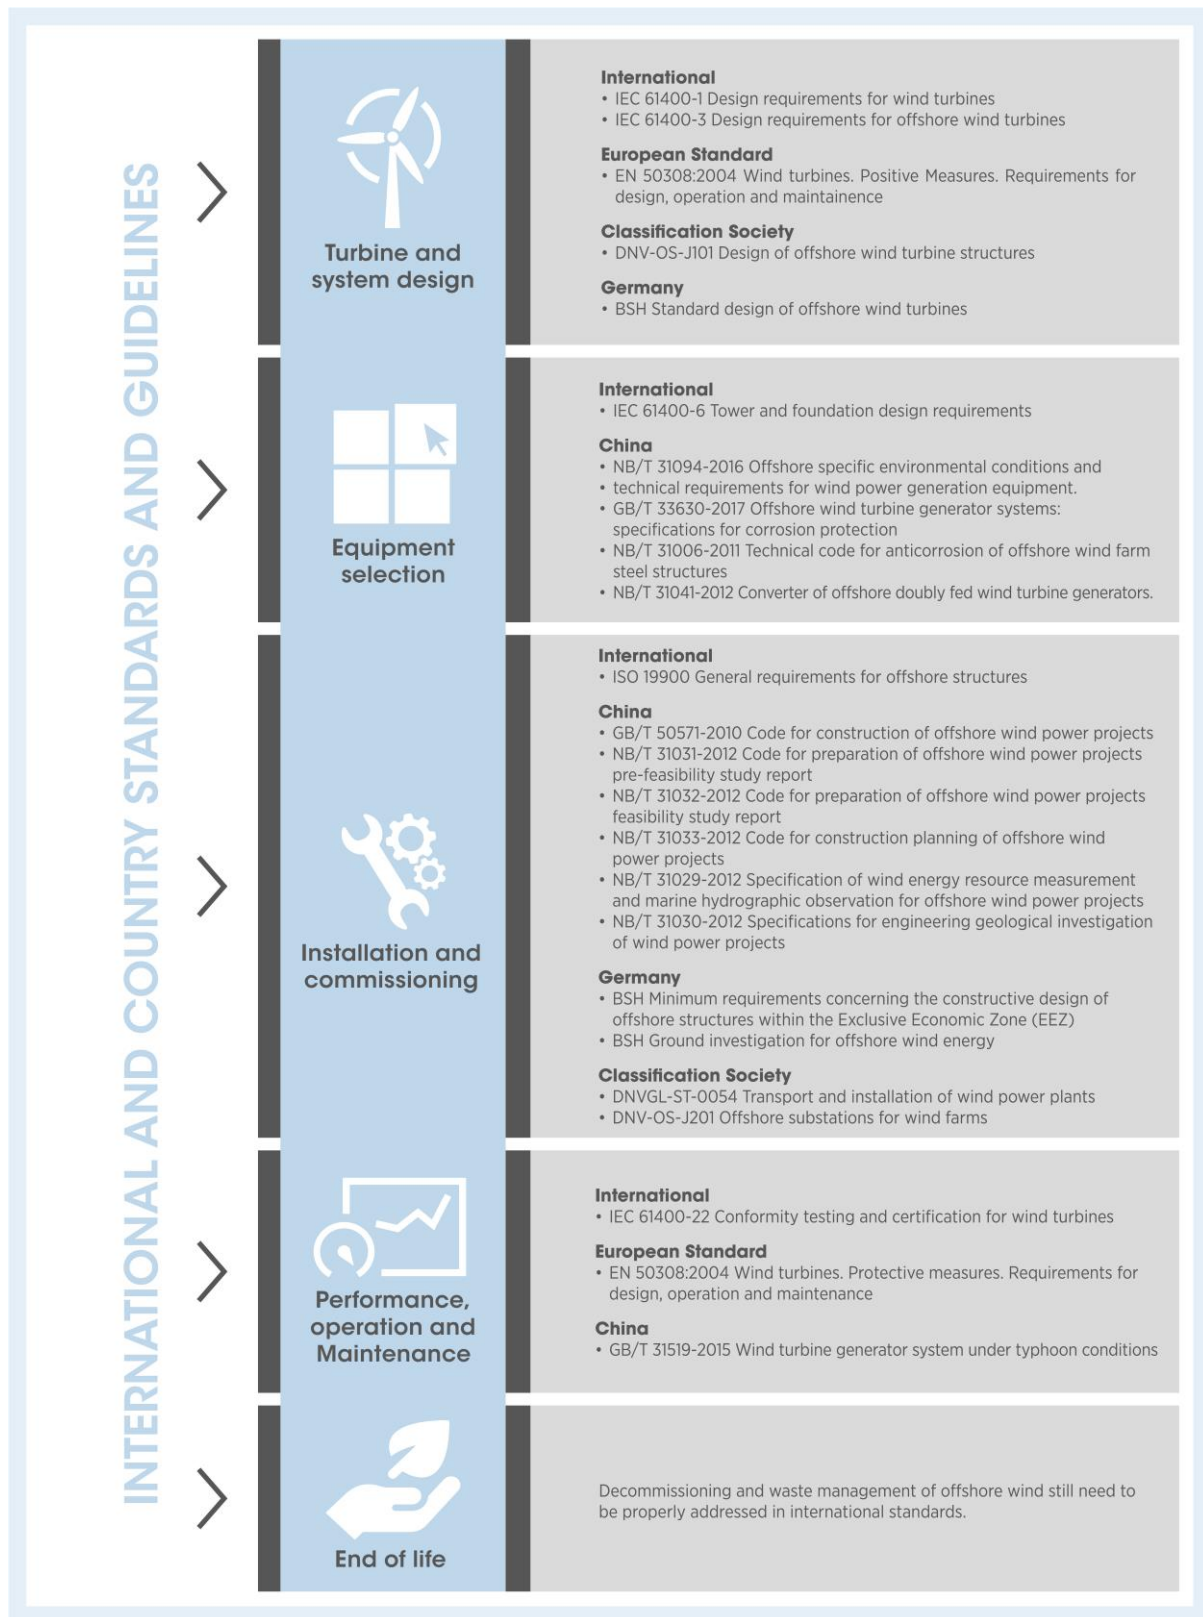 INTERNATIONAL AND COUNTRY STANDARDS AND GUIDELINES
Turbine and
system design
International
• IEC 61400-1 Design requirements for wind turbines
• IEC 61400-3 Design requirements for offshore wind turbines
European Standard
• EN 50308:2004 Wind turbines. Positive Measures. Requirements for
design, operation and maintainence
Classification Society
• DNV-OS-J101 Design of offshore wind turbine structures
Germany
• BSH Standard design of offshore wind turbines
Equipment
selection
International
• IEC 61400-6 Tower and foundation design requirements
China
• NB/T 31094-2016 Offshore specific environmental conditions and
• technical requirements for wind power generation equipment.
• GB/T 33630-2017 Offshore wind turbine generator systems:
specifications for corrosion protection
• NB/T 31006-2011 Technical code for anticorrosion of offshore wind farm
steel structures
• NB/T 31041-2012 Converter of offshore doubly fed wind turbine generators.
Installation and
commissioning
International
• ISO 19900 General requirements for offshore structures
China
• GB/T 50571-2010 Code for construction of offshore wind power projects
• NB/T 31031-2012 Code for preparation of offshore wind power projects
pre-feasibility study report
• NB/T 31032-2012 Code for preparation of offshore wind power projects
feasibility study report
• NB/T 31033-2012 Code for construction planning of offshore wind
power projects
• NB/T 31029-2012 Specification of wind energy resource measurement
and marine hydrographic observation for offshore wind power projects
• NB/T 31030-2012 Specifications for engineering geological investigation
of wind power projects
Germany
• BSH Minimum requirements concerning the constructive design of
offshore structures within the Exclusive Economic Zone (EEZ)
• BSH Ground investigation for offshore wind energy
Classification Society
• DNVGL-ST-0054 Transport and installation of wind power plants
• DNV-OS-J201 Offshore substations for wind farms
Performance,
operation and
Maintenance
International
• IEC 61400-22 Conformity testing and certification for wind turbines
European Standard
• EN 50308:2004 Wind turbines. Protective measures. Requirements for
design, operation and maintenance
China
• GB/T 31519-2015 Wind turbine generator system under typhoon conditions
End of life
Decommissioning and waste management of offshore wind still need to
be properly addressed in international standards.